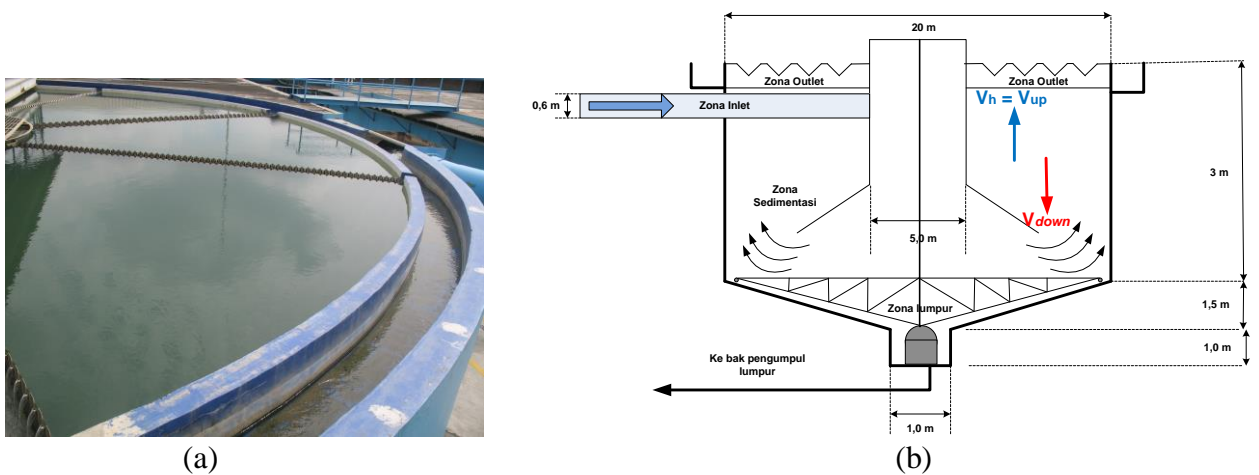 20 m
Zona Outlet
Zona Outlet
0,6 m
Zona Inlet
Vh = Vup
3 m
Zona
Sedimentasi
Vdown
5,0 m
Zona lumpur
1,5 m
1,0 m
Ke bak pengumpul
lumpur
1,0 m
(a)
(b)